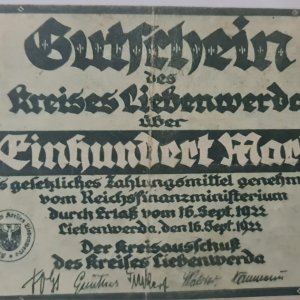 Gutschein
des
Kreises Liebenwerda
über
Einhundert Mar
s gesetzliches Zahlungsmittel genehm
vom Reichsfinanzministerium
durch Erlaß vom 16. Sept. 1922
Liebenwerda, den 16. Sept. 1922
Der Kreisausschuß
des Kreises Liebenwerda